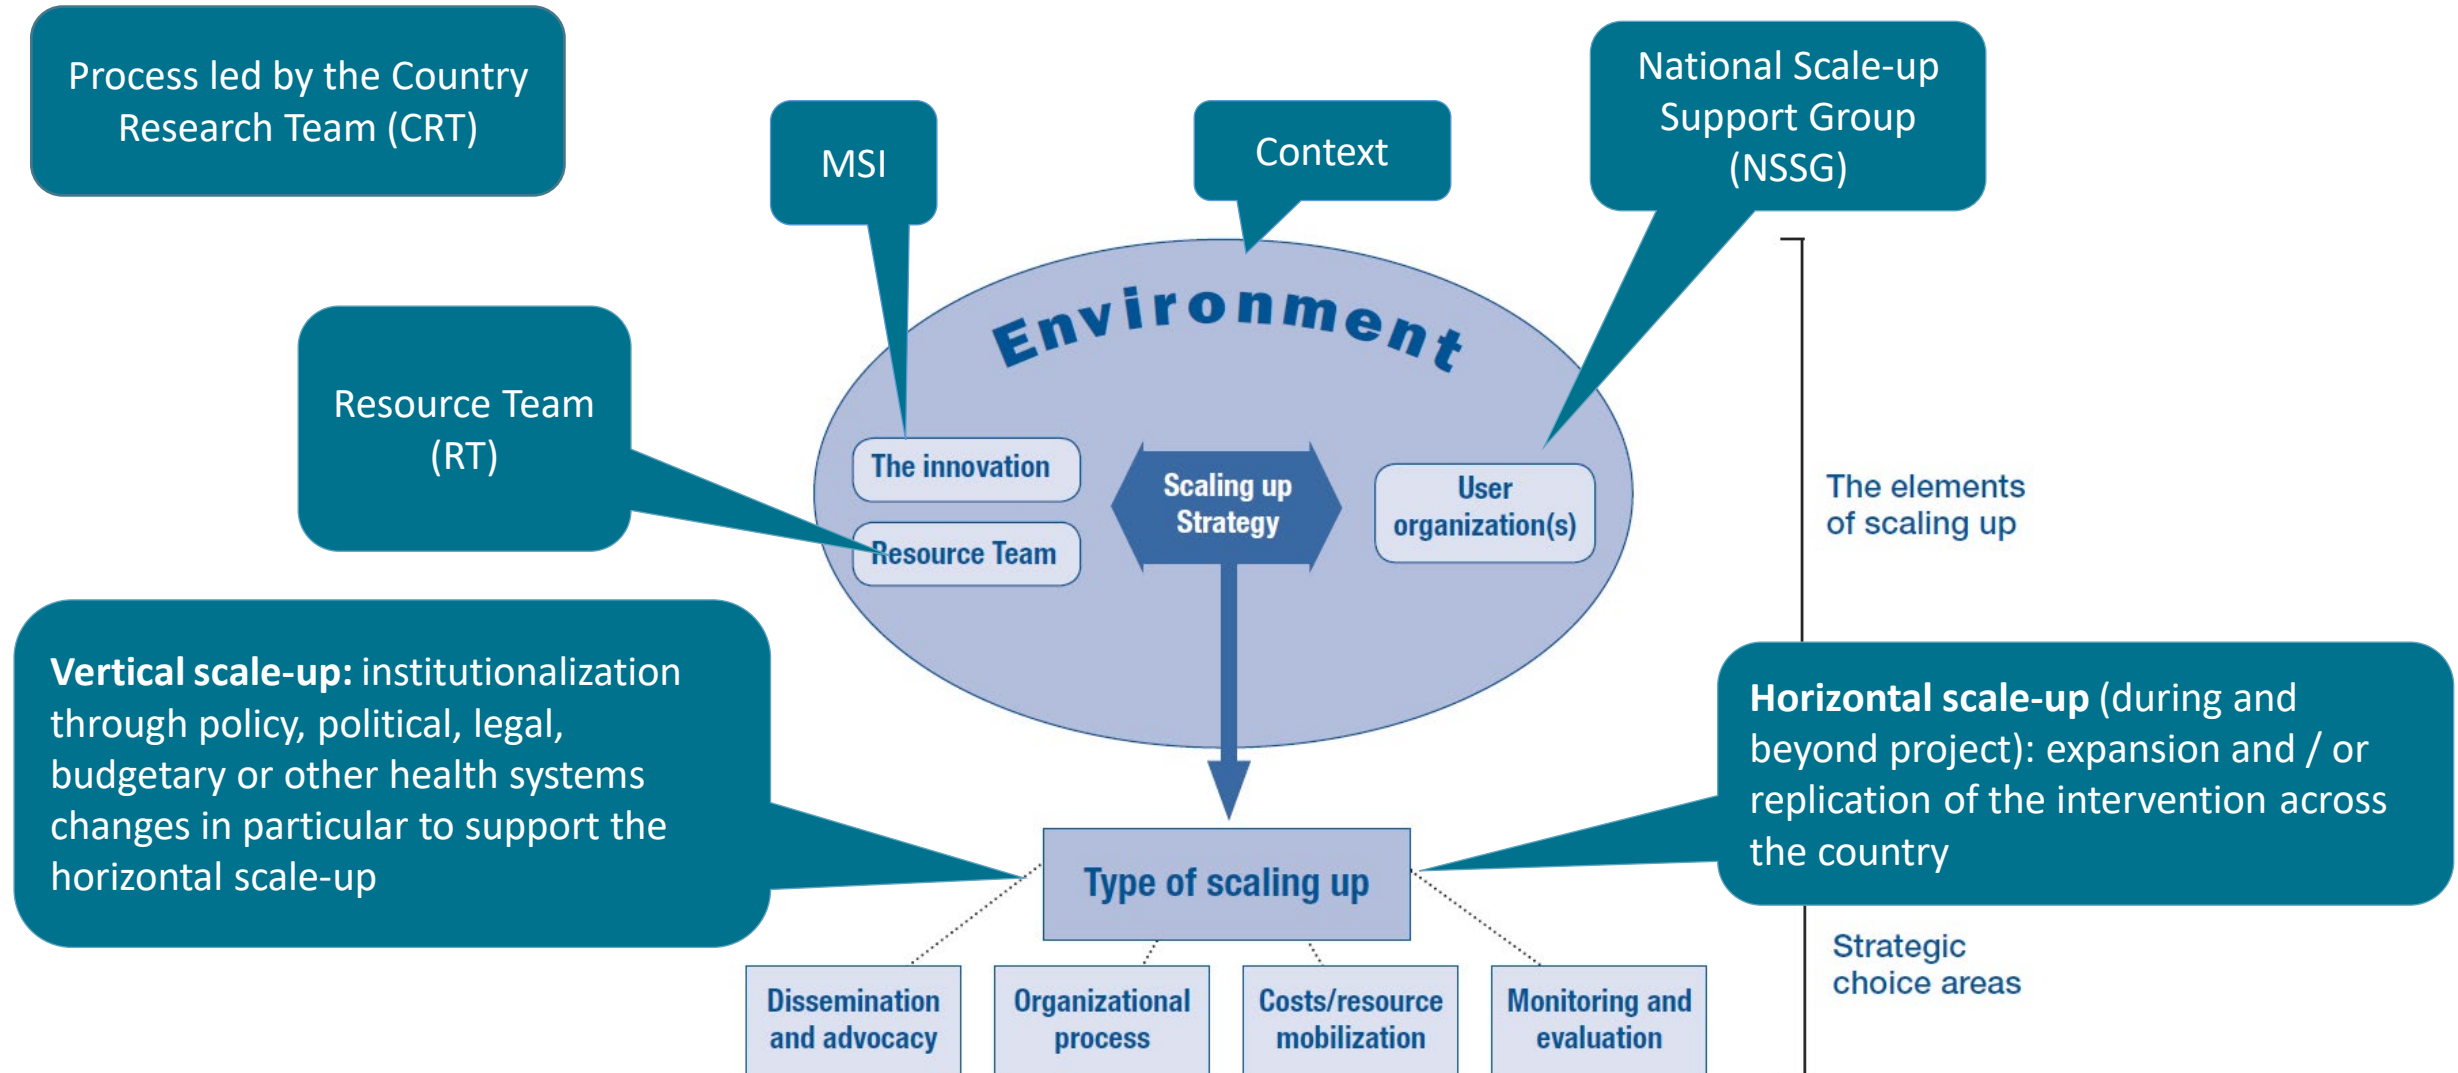 Process led by the Country
Research Team (CRT)
MSI
Context
National Scale-up
Support Group
(NSSG)
Environment
Resource Team
(RT)
The innovation
Resource Team
Scaling up
Strategy
User
organization(s)
The elements
of scaling up
Vertical scale-up: institutionalization
through policy, political, legal,
budgetary or other health systems
changes in particular to support the
horizontal scale-up
Horizontal scale-up (during and
beyond project): expansion and / or
replication of the intervention across
the country
Type of scaling up
Strategic
choice areas
Dissemination
and advocacy
Organizational
process
Costs/resource
mobilization
Monitoring and
evaluation